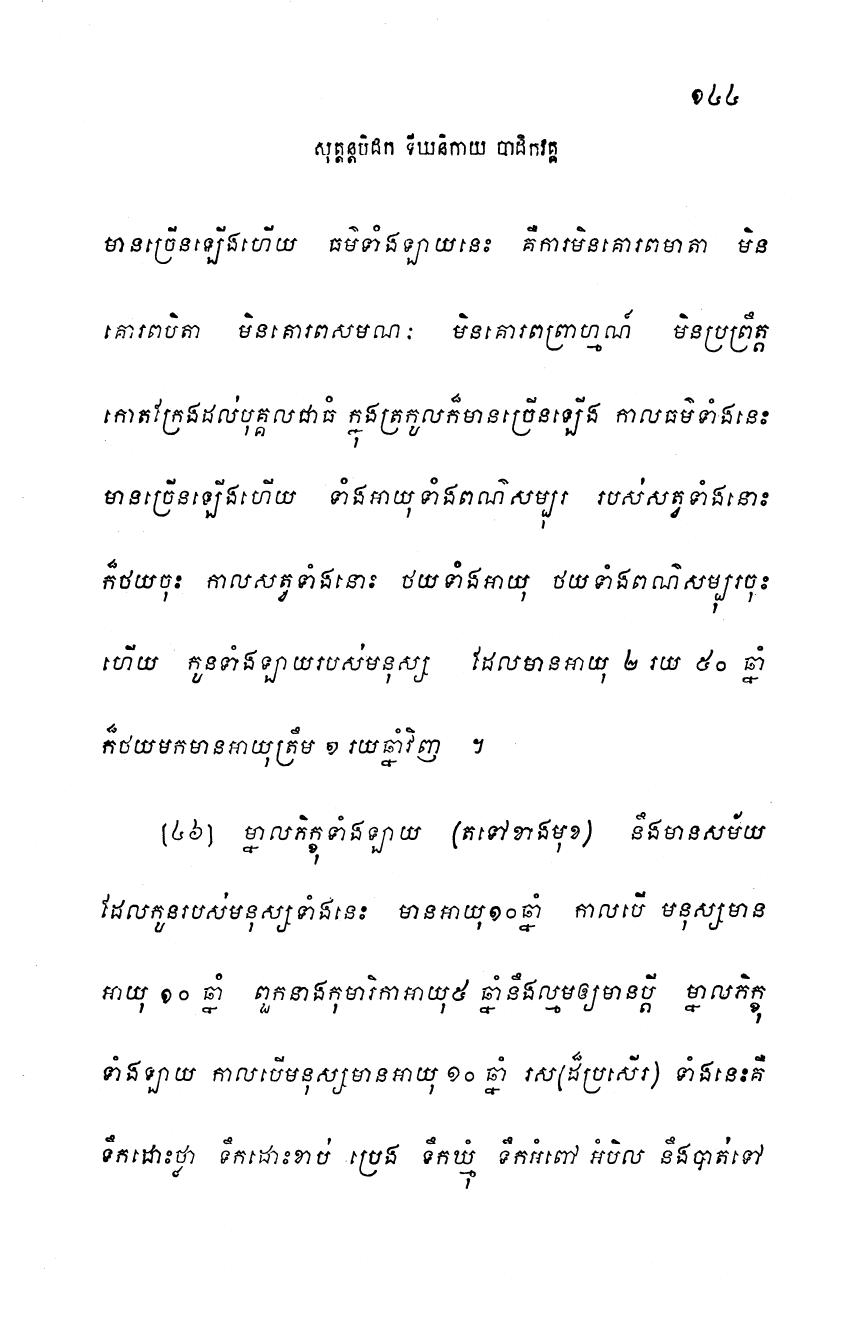 ១៤៤
សុត្តន្តបិដក ទីឃនិកាយ បាដិកវគ្គ
មានច្រើនឡើងហើយ ធម៌ទាំងឡាយនេះ គឺការមិនគោរពមាតា មិន
គោរពបិតា មិនគោរពសមណៈ មិនគោរពព្រាហ្មណ៍ មិនប្រព្រឹត្ត
កោតក្រែងដល់បុគ្គលជាធំ ក្នុងត្រកូលក៏មានច្រើនឡើង កាលធម៌ទាំងនេះ
មានច្រើនឡើងហើយ ទាំងអាយុទាំងពណ៌សម្បុរ របស់សត្វទាំងនោះ
ក៏ថយចុះ កាលសត្វទាំងនោះ ថយទាំងអាយុ ថយទាំងពណ៌សម្បុរចុះ
ហើយ កូនទាំងឡាយរបស់មនុស្ស ដែលមានអាយុ ២ រយ ៥០ ឆ្នាំ
ក៏ថយមកមានអាយុត្រឹម ១ រយឆ្នាំវិញ ។
[៤៦] ម្នាលភិក្ខុទាំងឡាយ (តទៅខាងមុខ) នឹងមានសម័យ
ដែលកូនរបស់មនុស្សទាំងនេះ មានអាយុ១០ឆ្នាំ កាលបើ មនុស្សមាន
អាយុ ១០ ឆ្នាំ ពួកនាងកុមារិកាអាយុ៥ ឆ្នាំនឹងល្មមឲ្យមានប្តី ម្នាលភិក្ខុ
ទាំងឡាយ កាលបើមនុស្សមានអាយុ ១០ ឆ្នាំ រស(ដ៏ប្រសើរ) ទាំងនេះគឺ
ទឹកដោះថ្លា ទឹកដោះខាប់ ប្រេង ទឹកឃ្មុំ ទឹកអំពៅ អំបិល នឹងបាត់ទៅ